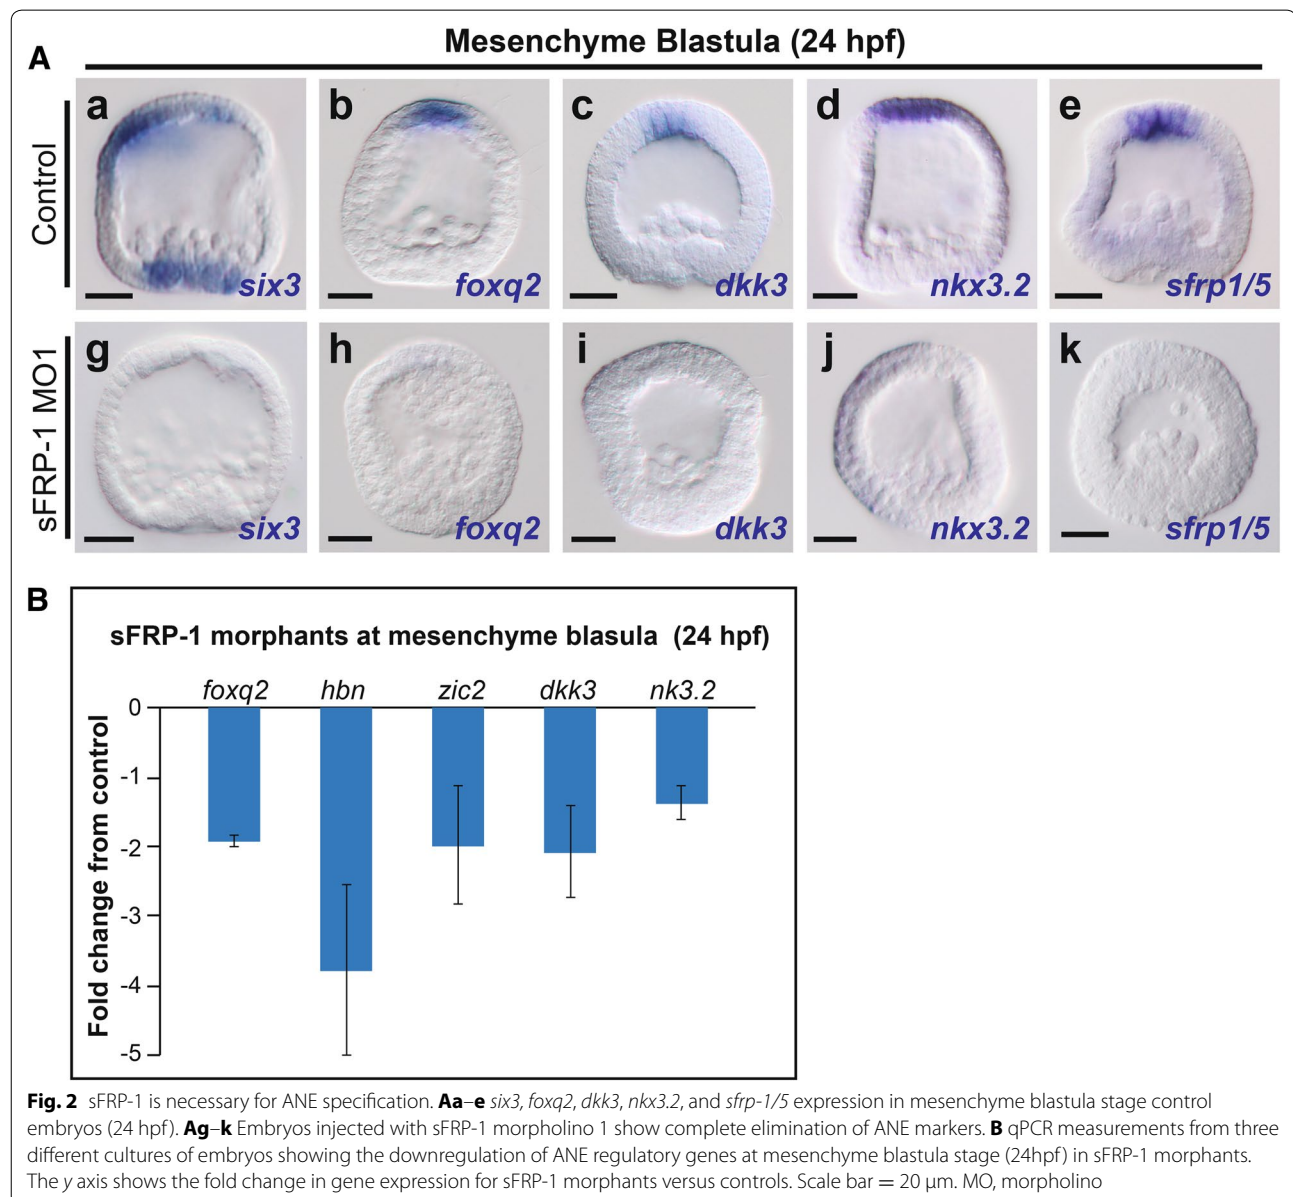 Mesenchyme Blastula (24 hpf)
A
Control
a
six3
b
foxq2
c
dkk3
d
nkx3.2
e
sfrp1/5
sFRP-1 MO1
g
six3
h
foxq2
i
dkk3
j
nkx3.2
k
sfrp1/5
B
sFRP-1 morphants at mesenchyme blasula (24 hpf)
foxq2 hbn zic2 dkk3 nk3.2
Fold change from control
0
-1
-2
-3
-4
-5
Fig. 2 sFRP-1 is necessary for ANE specification. Aa–e six3, foxq2, dkk3, nkx3.2, and sfrp-1/5 expression in mesenchyme blastula stage control
embryos (24 hpf). Ag–k Embryos injected with sFRP-1 morpholino 1 show complete elimination of ANE markers. B qPCR measurements from three
different cultures of embryos showing the downregulation of ANE regulatory genes at mesenchyme blastula stage (24hpf) in sFRP-1 morphants.
The y axis shows the fold change in gene expression for sFRP-1 morphants versus controls. Scale bar = 20 μm. MO, morpholino